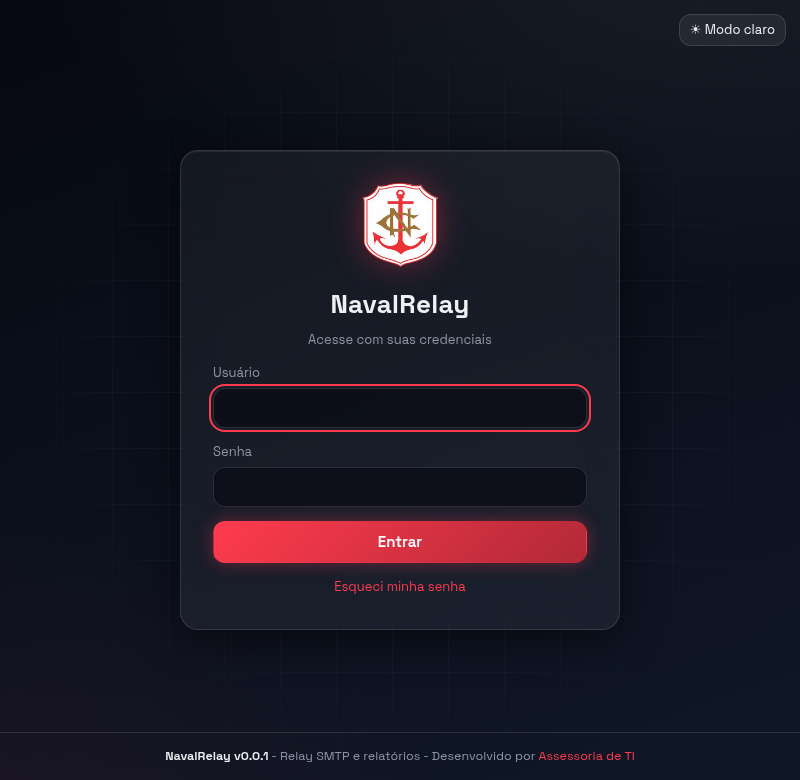 ☀ Modo claro
NavalRelay
Acesse com suas credenciais
Usuário
Senha
Entrar
Esqueci minha senha
NavalRelay v0.0.1 - Relay SMTP e relatórios - Desenvolvido por Assessoria de TI